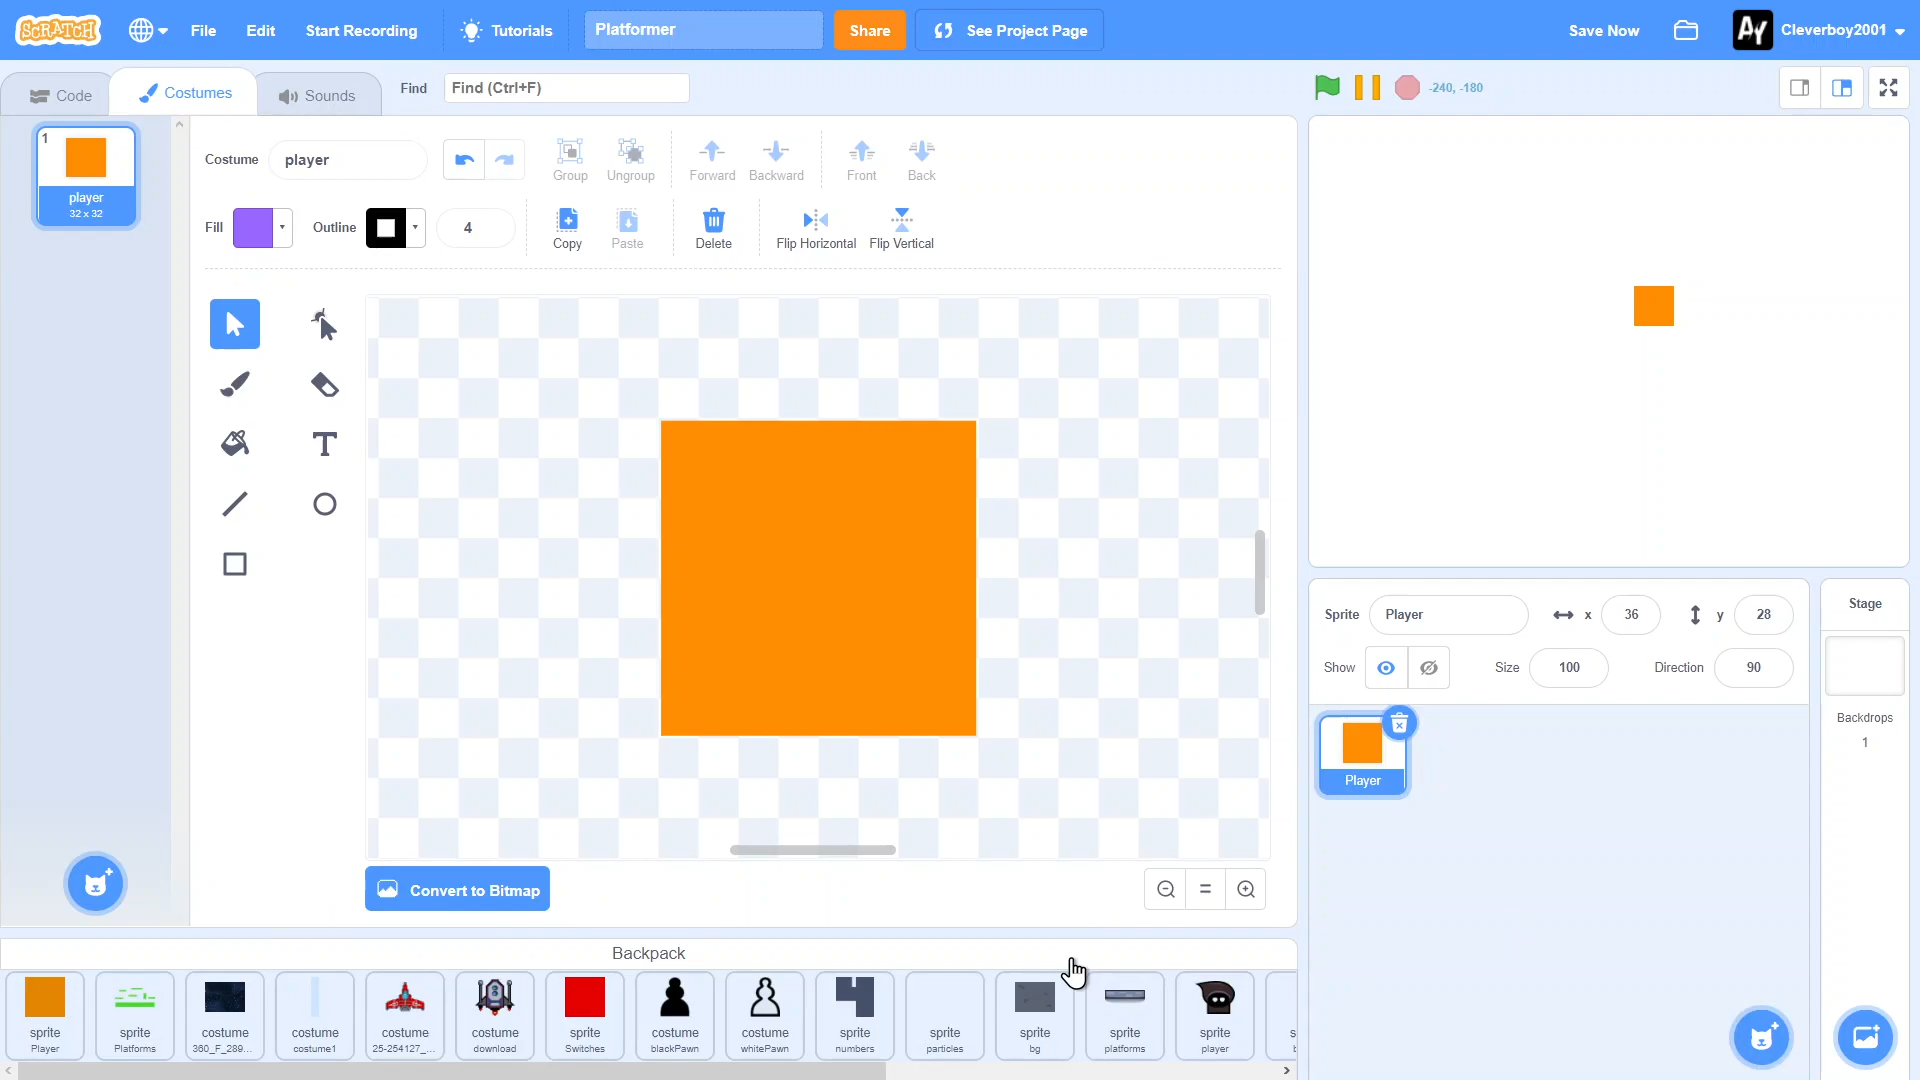 SCRATCH
File
Edit
Start Recording
Tutorials
Platformer
Share
See Project Page
Save Now
Ay
Cleverboy2001
Code
Costumes
Sounds
Find
Find (Ctrl+F)
-240, -180
1
player
32 x 32
Costume
player
Group
Ungroup
Forward
Backward
Front
Back
Fill
Outline
4
Copy
Paste
Delete
Flip Horizontal
Flip Vertical
T
Convert to Bitmap
Sprite
Player
x
36
y
28
Show
Size
100
Direction
90
Player
Stage
Backdrops
1
Backpack
sprite
Player
sprite
Platforms
costume
360_F_289...
costume
costume1
costume
25-254127_...
costume
download
sprite
Switches
costume
blackPawn
costume
whitePawn
sprite
numbers
sprite
particles
sprite
bg
sprite
platforms
sprite
player